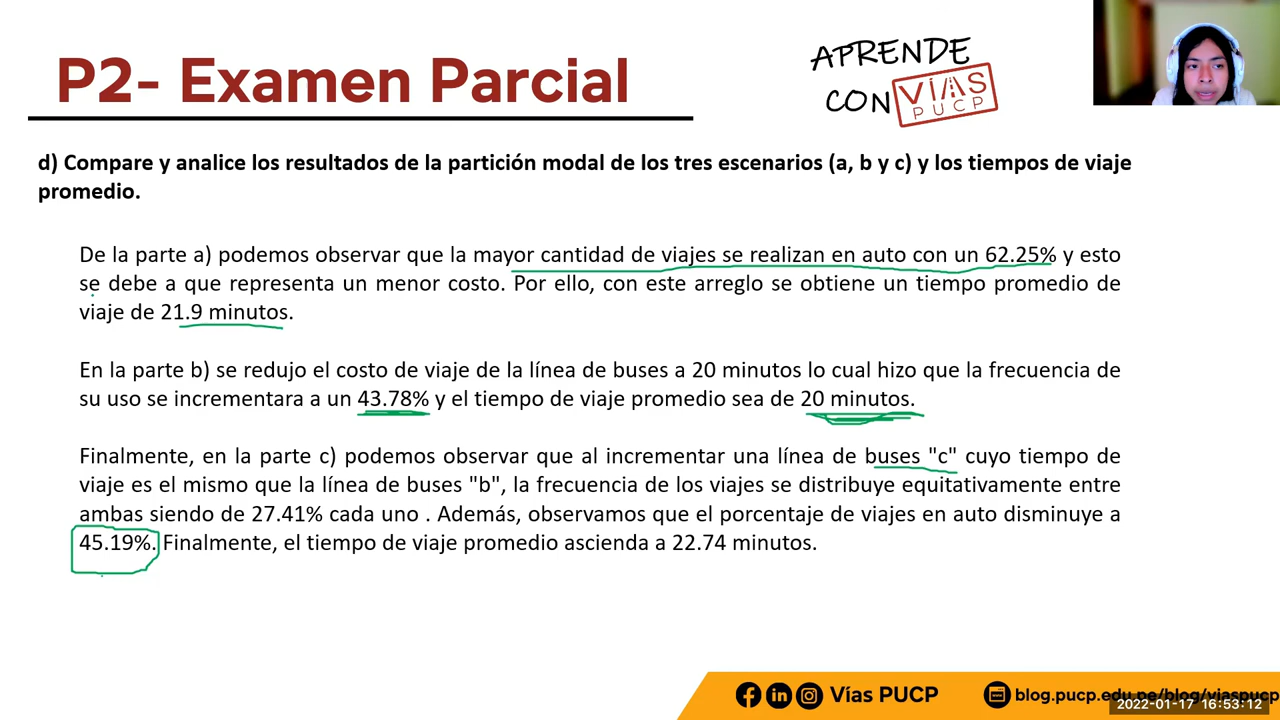 P2- Examen Parcial
APRENDE
CON VÍAS
PUCP
d) Compare y analice los resultados de la partición modal de los tres escenarios (a, b y c) y los tiempos de viaje
promedio.
De la parte a) podemos observar que la mayor cantidad de viajes se realizan en auto con un 62.25% y esto
se debe a que representa un menor costo. Por ello, con este arreglo se obtiene un tiempo promedio de
viaje de 21.9 minutos.
En la parte b) se redujo el costo de viaje de la línea de buses a 20 minutos lo cual hizo que la frecuencia de
su uso se incrementara a un 43.78% y el tiempo de viaje promedio sea de 20 minutos.
Finalmente, en la parte c) podemos observar que al incrementar una línea de buses "c" cuyo tiempo de
viaje es el mismo que la línea de buses "b", la frecuencia de los viajes se distribuye equitativamente entre
ambas siendo de 27.41% cada uno . Además, observamos que el porcentaje de viajes en auto disminuye a
45.19%. Finalmente, el tiempo de viaje promedio ascienda a 22.74 minutos.
Vías PUCP
blog.pucp.edu.pe/blog/viaspucp
2022-01-17 16:53:12